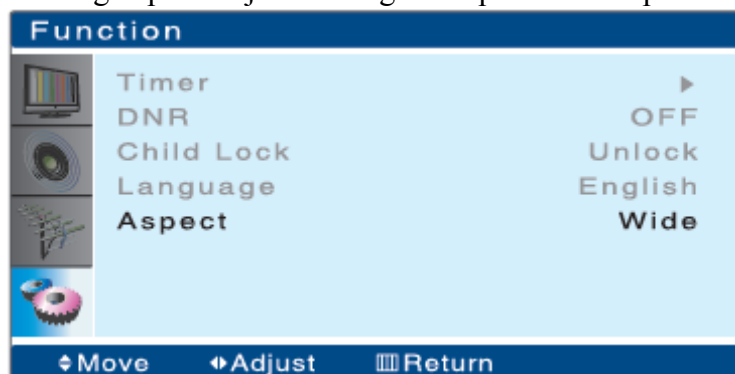 Function
Timer ▶
DNR OFF
Child Lock Unlock
Language English
Aspect Wide
Move Adjust Return